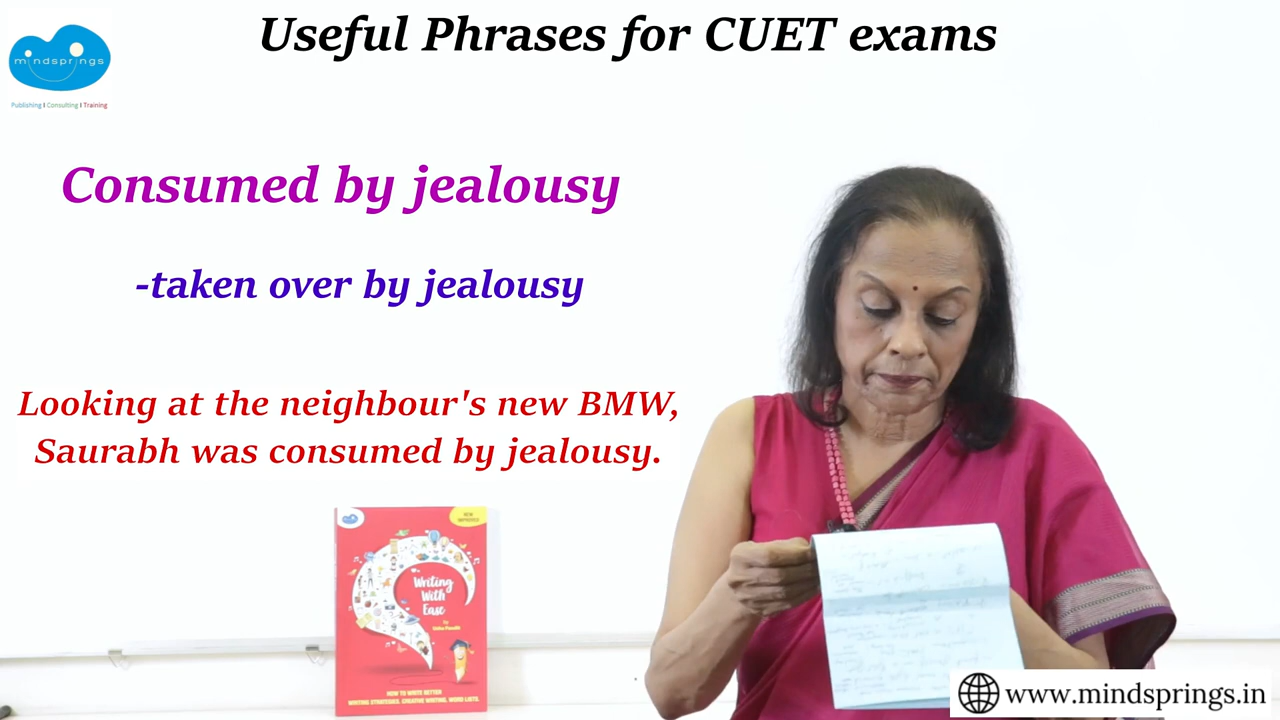 Useful Phrases for CUET exams
mindsprings
Publishing I Consulting I Training
Consumed by jealousy
-taken over by jealousy
Looking at the neighbour's new BMW,
Saurabh was consumed by jealousy.
NEW
IMPROVED
Writing
With
Ease
by
HOW TO WRITE BETTER
WRITING STRATEGIES. CREATIVE WRITING. WORD LISTS.
www.mindsprings.in